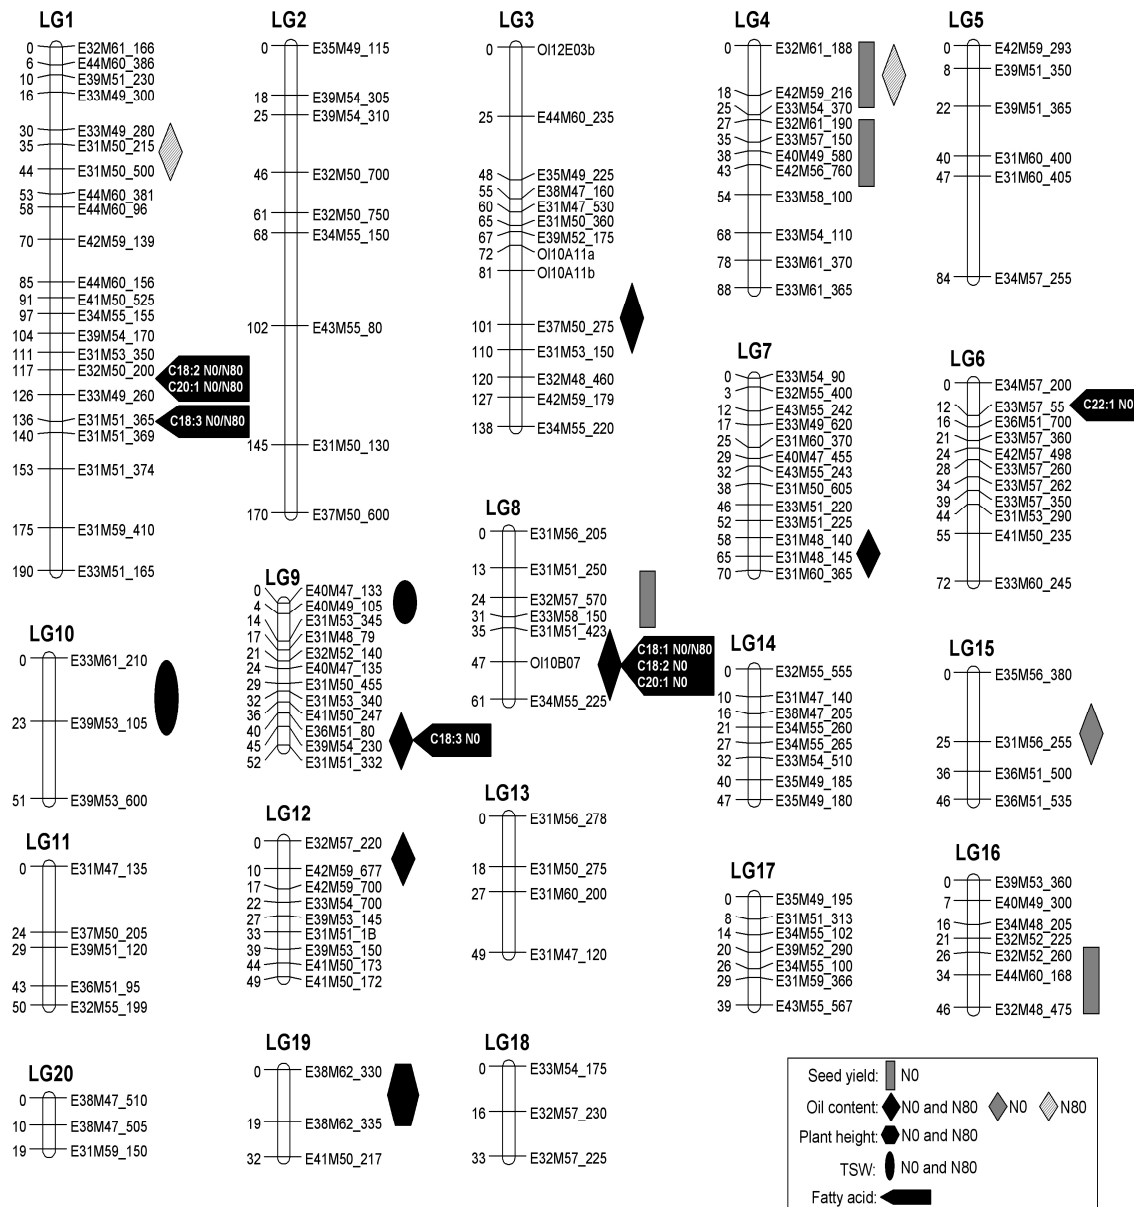 LG1
0 E32M61_166
6 E44M60_386
10 E39M51_230
16 E33M49_300
30 E33M49_280
35 E31M50_215
44 E31M50_500
53 E44M60_381
58 E44M60_96
70 E42M59_139
85 E44M60_156
91 E41M50_525
97 E34M55_155
104 E39M54_170
111 E31M53_350
117 E32M50_200
126 E33M49_260
136 E31M51_365
140 E31M51_369
153 E31M51_374
175 E31M59_410
190 E33M51_165
C18:2 N0/N80
C20:1 N0/N80
C18:3 N0/N80
LG2
0 E35M49_115
18 E39M54_305
25 E39M54_310
46 E32M50_700
61 E32M50_750
68 E34M55_150
102 E43M55_80
145 E31M50_130
170 E37M50_600
LG3
0 OI12E03b
25 E44M60_235
48 E35M49_225
55 E38M47_160
60 E31M47_530
65 E31M50_360
67 E39M52_175
72 OI10A11a
81 OI10A11b
101 E37M50_275
110 E31M53_150
120 E32M48_460
127 E42M59_179
138 E34M55_220
LG4
0 E32M61_188
18 E42M59_216
25 E33M54_370
27 E32M61_190
35 E33M57_150
38 E40M49_580
43 E42M56_760
54 E33M58_100
68 E33M54_110
78 E33M61_370
88 E33M61_365
LG5
0 E42M59_293
8 E39M51_350
22 E39M51_365
40 E31M60_400
47 E31M60_405
84 E34M57_255
LG7
0 E33M54_90
3 E32M55_400
12 E43M55_242
17 E33M49_620
25 E31M60_370
29 E40M47_455
32 E43M55_243
38 E31M50_605
46 E33M51_220
52 E33M51_225
58 E31M48_140
65 E31M48_145
70 E31M60_365
LG6
0 E34M57_200
12 E33M57_55
16 E36M51_700
21 E33M57_360
24 E42M57_498
28 E33M57_260
34 E33M57_262
39 E33M57_350
44 E31M53_290
55 E41M50_235
72 E33M60_245
C22:1 N0
LG8
0 E31M56_205
13 E31M51_250
24 E32M57_570
31 E33M58_150
35 E31M51_423
47 OI10B07
61 E34M55_225
C18:1 N0/N80
C18:2 N0
C20:1 N0
LG9
0 E40M47_133
4 E40M49_105
14 E31M53_345
17 E31M48_79
21 E32M52_140
24 E40M47_135
29 E31M50_455
32 E31M53_340
36 E41M50_247
40 E36M51_80
45 E39M54_230
52 E31M51_332
C18:3 N0
LG10
0 E33M61_210
23 E39M53_105
51 E39M53_600
LG14
0 E32M55_555
10 E31M47_140
16 E38M47_205
21 E34M55_260
27 E34M55_265
32 E33M54_510
40 E35M49_185
47 E35M49_180
LG15
0 E35M56_380
25 E31M56_255
36 E36M51_500
46 E36M51_535
LG11
0 E31M47_135
24 E37M50_205
29 E39M51_120
43 E36M51_95
50 E32M55_199
LG12
0 E32M57_220
10 E42M59_677
17 E42M59_700
22 E33M54_700
27 E39M53_145
33 E31M51_1B
39 E39M53_150
44 E41M50_173
49 E41M50_172
LG13
0 E31M56_278
18 E31M50_275
27 E31M60_200
49 E31M47_120
LG17
0 E35M49_195
8 E31M51_313
14 E34M55_102
20 E39M52_290
26 E34M55_100
29 E31M59_366
39 E43M55_567
LG16
0 E39M53_360
7 E40M49_300
16 E34M48_205
21 E32M52_225
26 E32M52_260
34 E44M60_168
46 E32M48_475
LG20
0 E38M47_510
10 E38M47_505
19 E31M59_150
LG19
0 E38M62_330
19 E38M62_335
32 E41M50_217
LG18
0 E33M54_175
16 E32M57_230
33 E32M57_225
Seed yield: N0
Oil content: N0 and N80 N0 N80
Plant height: N0 and N80
TSW: N0 and N80
Fatty acid: